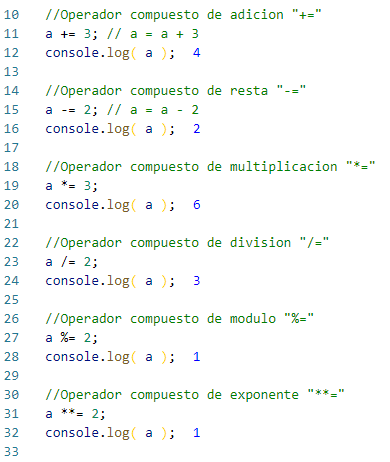 10 //Operador compuesto de adicion "+="
11 a += 3; // a = a + 3
12 console.log( a ); 4
13
14 //Operador compuesto de resta "-="
15 a -= 2; // a = a - 2
16 console.log( a ); 2
17
18 //Operador compuesto de multiplicacion "*="
19 a *= 3;
20 console.log( a ); 6
21
22 //Operador compuesto de division "/="
23 a /= 2;
24 console.log( a ); 3
25
26 //Operador compuesto de modulo "%="
27 a %= 2;
28 console.log( a ); 1
29
30 //Operador compuesto de exponente "**="
31 a **= 2;
32 console.log( a ); 1
33